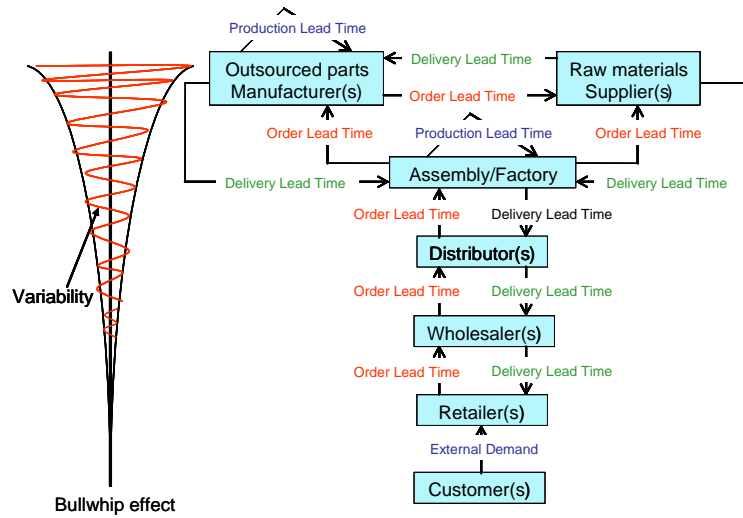 Production Lead Time
Outsourced parts
Manufacturer(s)
Delivery Lead Time
Raw materials
Supplier(s)
Order Lead Time
Order Lead Time
Production Lead Time
Order Lead Time
Assembly/Factory
Delivery Lead Time
Delivery Lead Time
Order Lead Time
Delivery Lead Time
Distributor(s)
Variability
Order Lead Time
Delivery Lead Time
Wholesaler(s)
Order Lead Time
Delivery Lead Time
Retailer(s)
External Demand
Customer(s)
Bullwhip effect